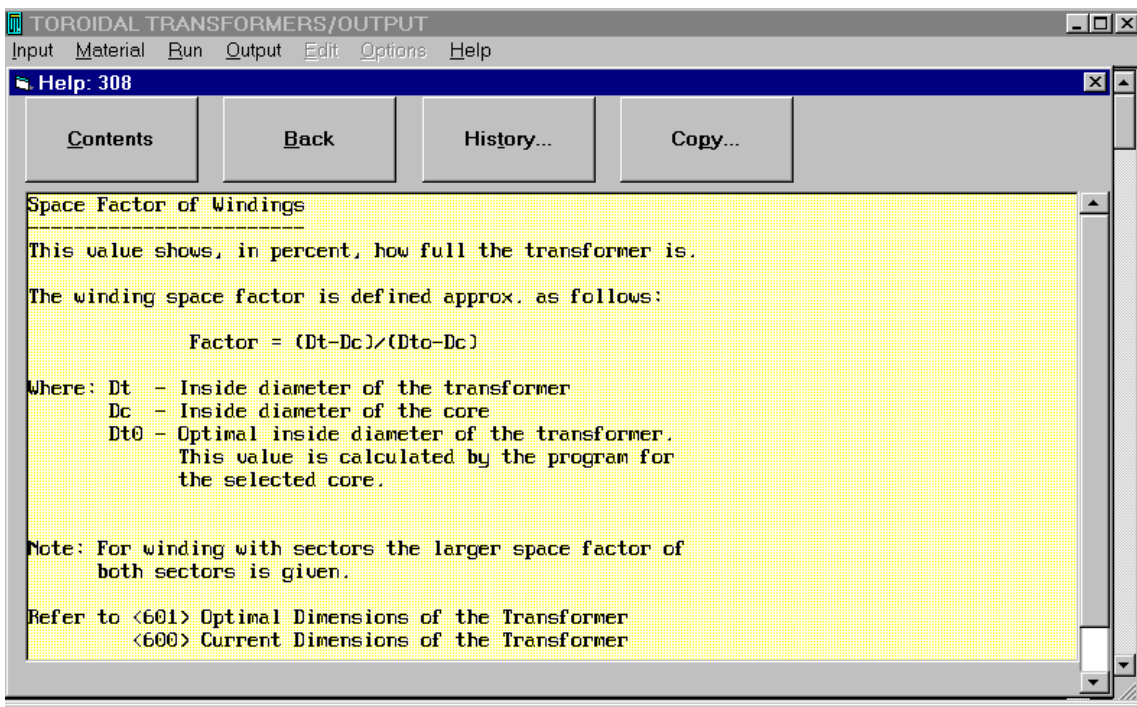 TOROIDAL TRANSFORMERS/OUTPUT
Input Material Run Output Edit Options Help
Help: 308
Contents Back History... Copy...
Space Factor of Windings
------------------------
This value shows, in percent, how full the transformer is.
The winding space factor is defined approx. as follows:
Factor = (Dt-Dc)/(Dto-Dc)
Where: Dt - Inside diameter of the transformer
Dc - Inside diameter of the core
Dt0 - Optimal inside diameter of the transformer.
This value is calculated by the program for
the selected core.
Note: For winding with sectors the larger space factor of
both sectors is given.
Refer to <601> Optimal Dimensions of the Transformer
<600> Current Dimensions of the Transformer